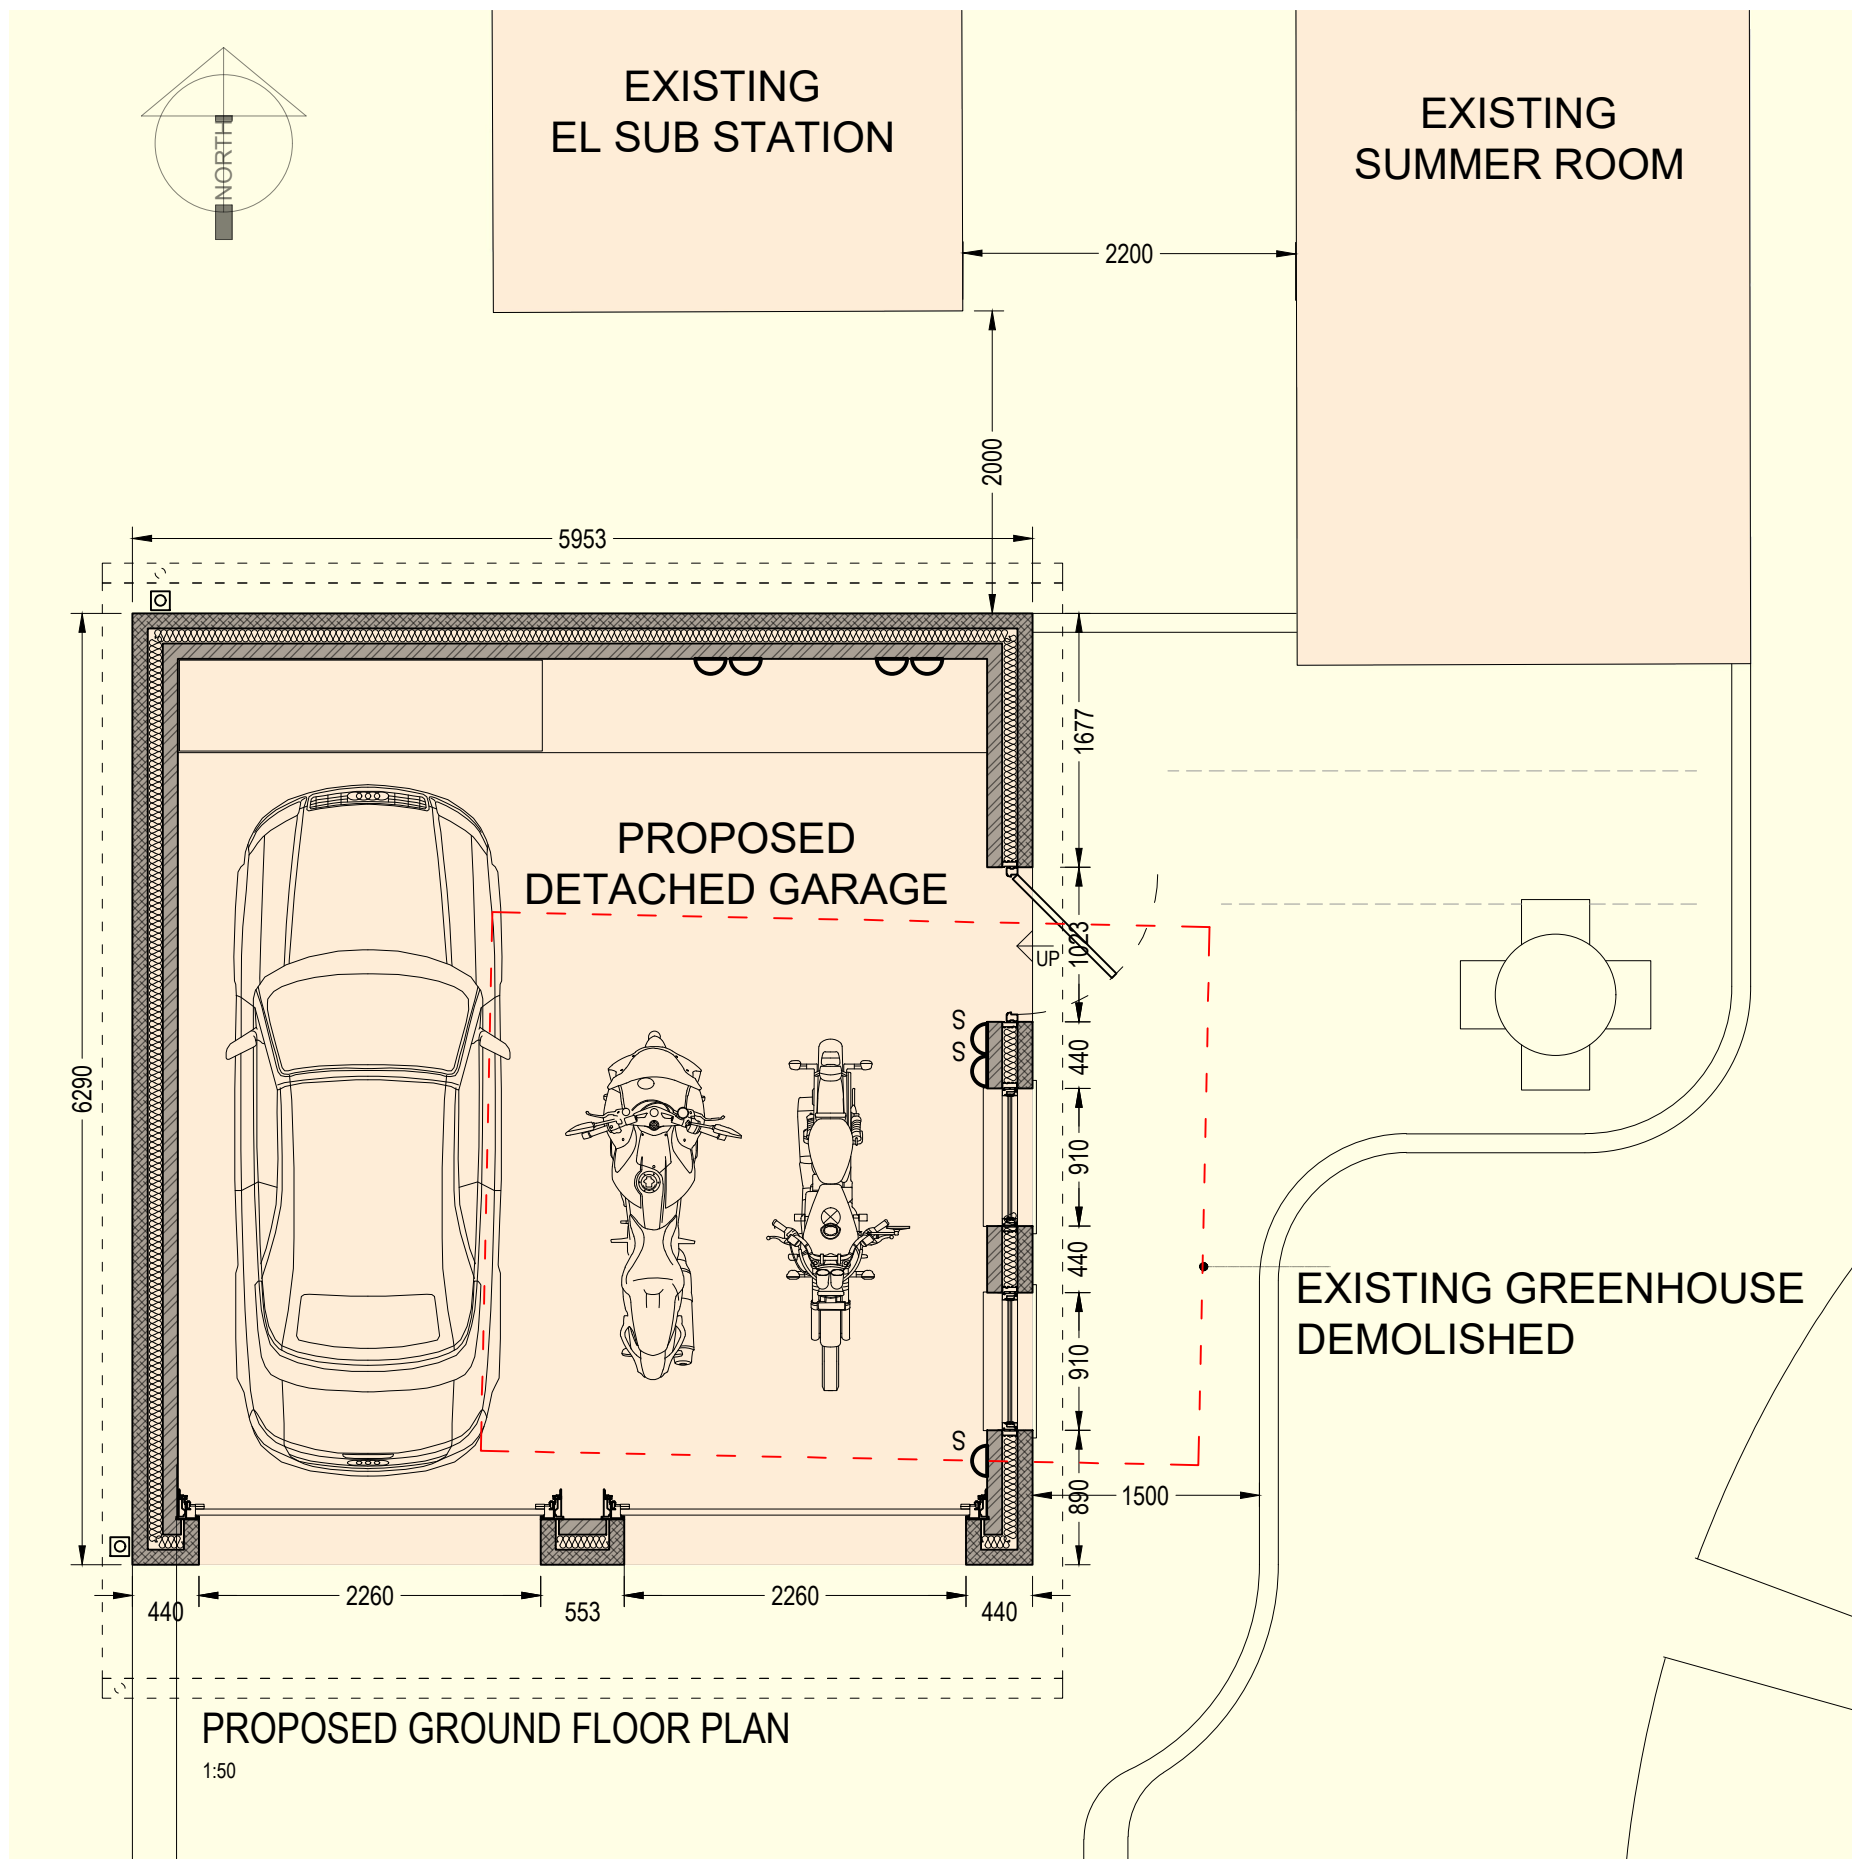 EXISTING
EL SUB STATION
EXISTING
SUMMER ROOM
NORTH
2200
2000
5953
1677
PROPOSED
DETACHED GARAGE
1023
UP
S
S
440
6290
910
440
EXISTING GREENHOUSE
DEMOLISHED
910
S
890
1500
440
2260
553
2260
440
PROPOSED GROUND FLOOR PLAN
1:50